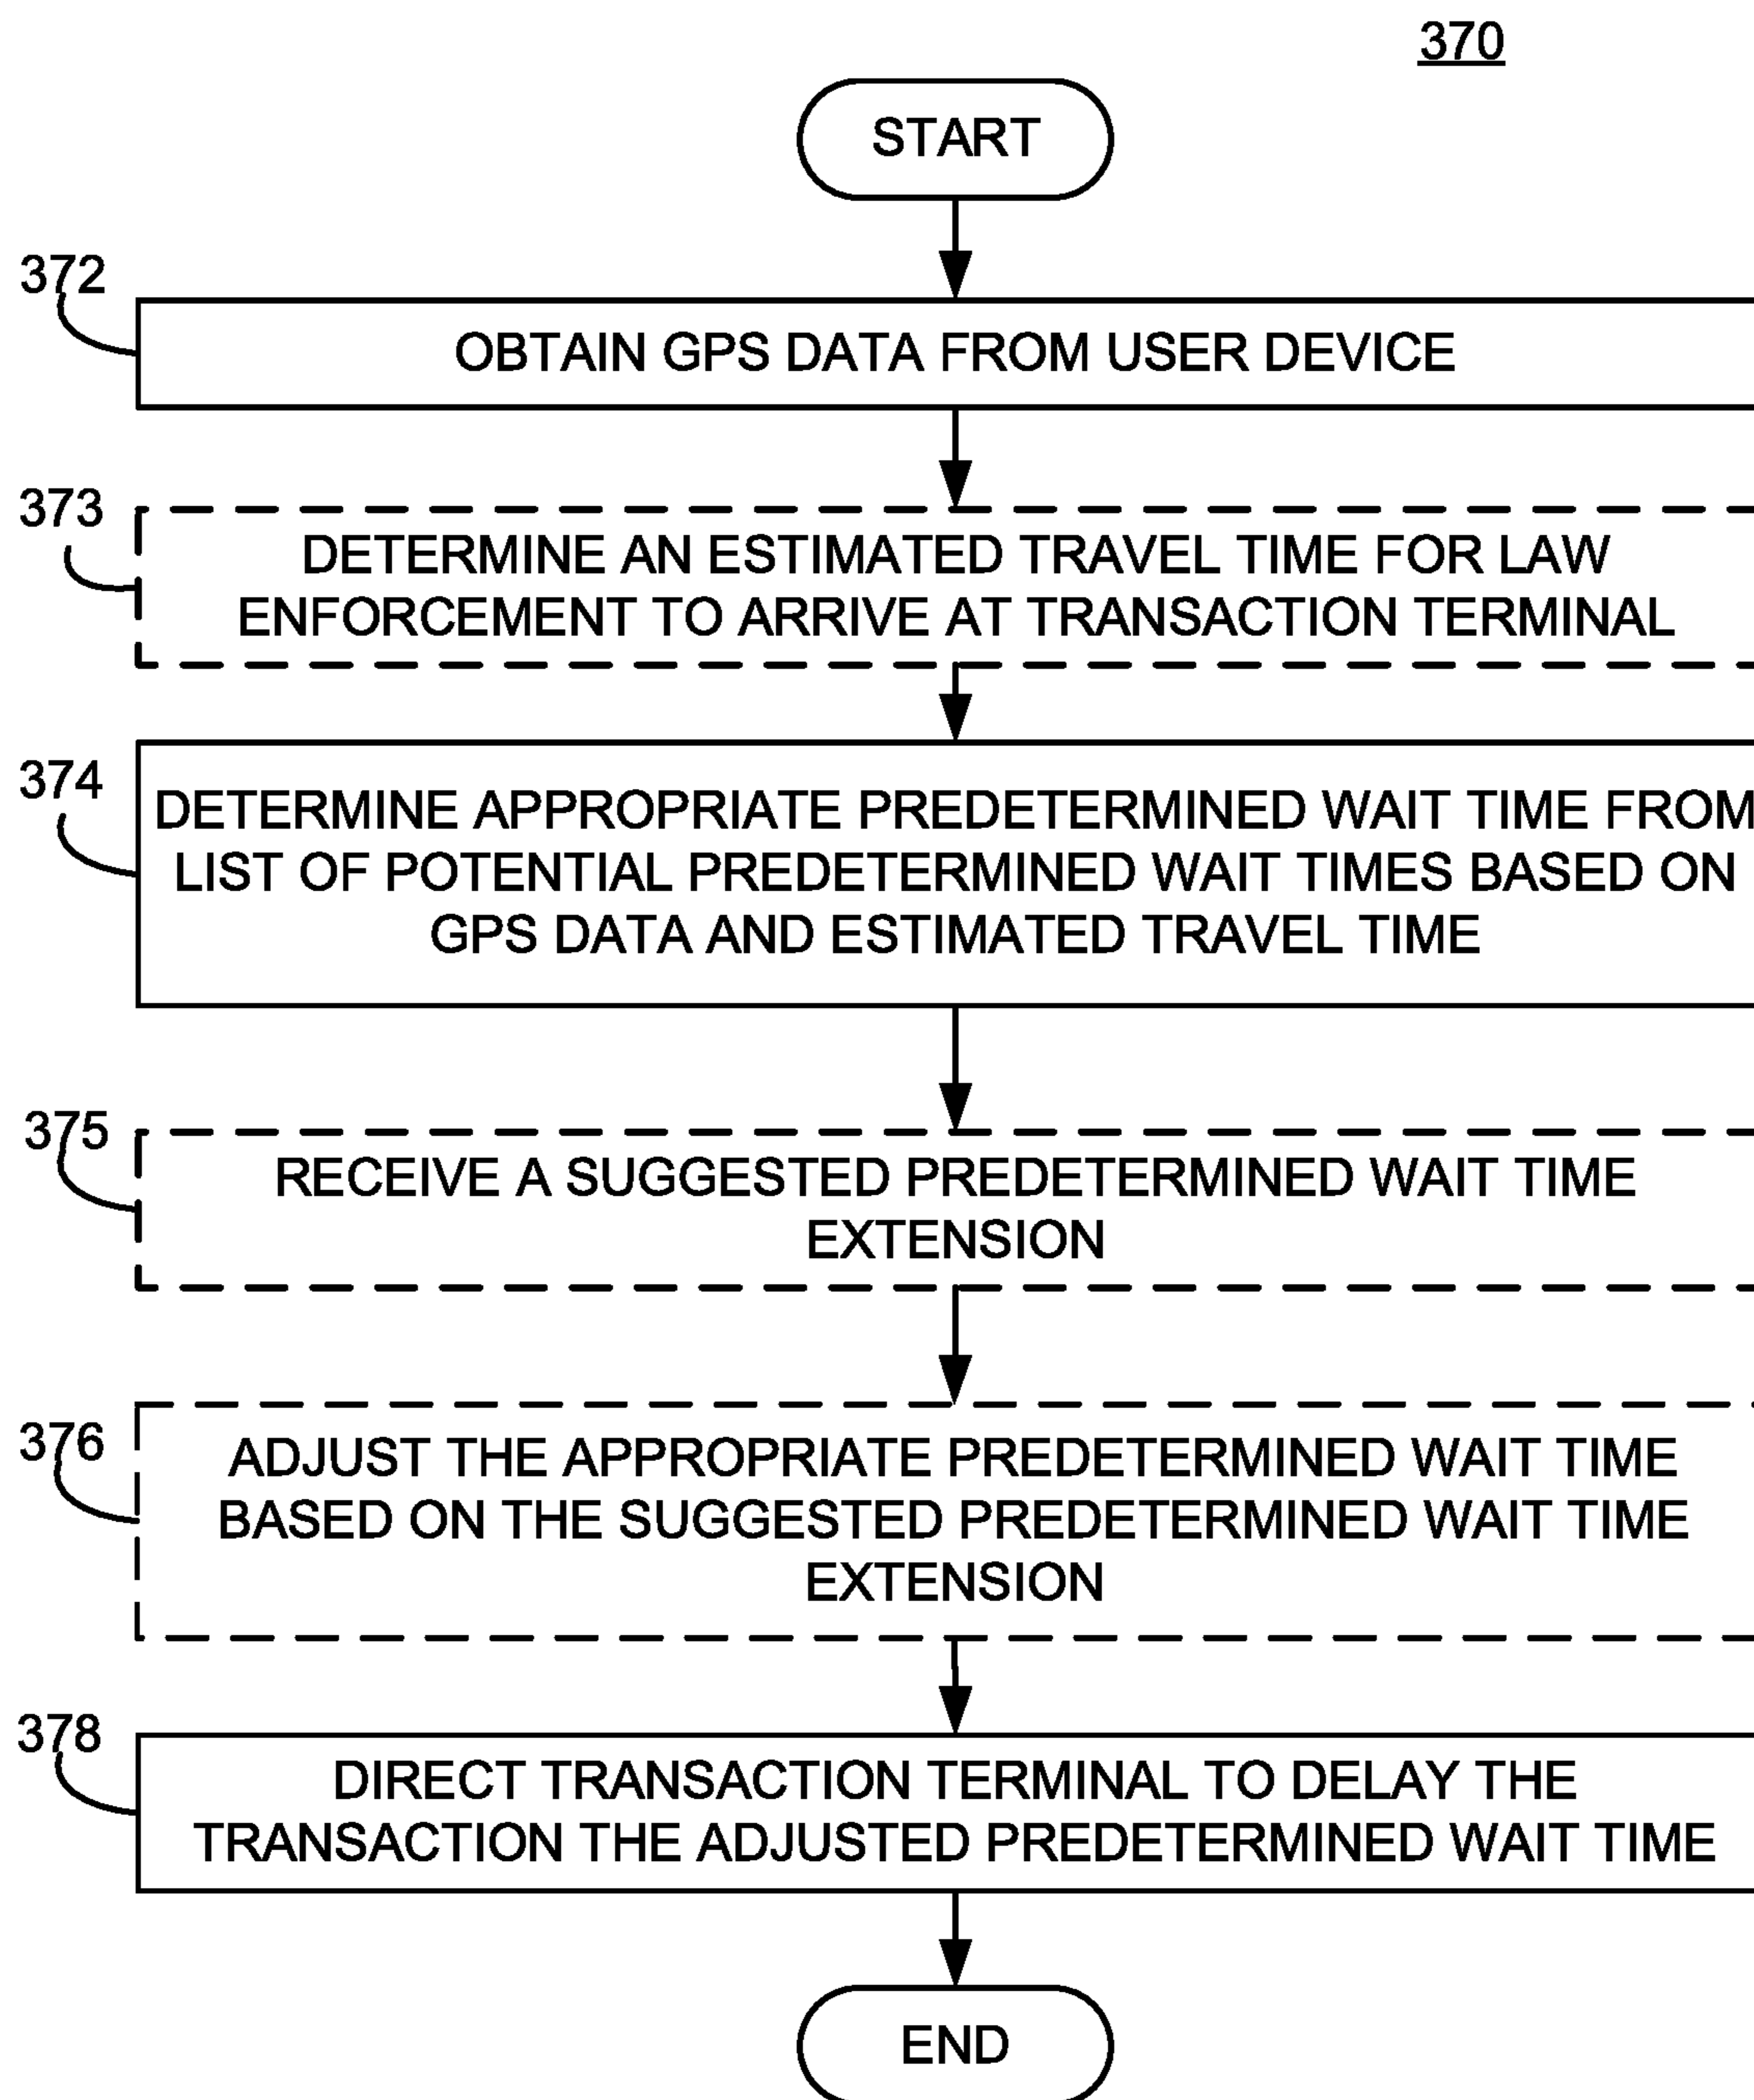 370
START
372
OBTAIN GPS DATA FROM USER DEVICE
373
DETERMINE AN ESTIMATED TRAVEL TIME FOR LAW
ENFORCEMENT TO ARRIVE AT TRANSACTION TERMINAL
374
DETERMINE APPROPRIATE PREDETERMINED WAIT TIME FROM
LIST OF POTENTIAL PREDETERMINED WAIT TIMES BASED ON
GPS DATA AND ESTIMATED TRAVEL TIME
375
RECEIVE A SUGGESTED PREDETERMINED WAIT TIME
EXTENSION
376
ADJUST THE APPROPRIATE PREDETERMINED WAIT TIME
BASED ON THE SUGGESTED PREDETERMINED WAIT TIME
EXTENSION
378
DIRECT TRANSACTION TERMINAL TO DELAY THE
TRANSACTION THE ADJUSTED PREDETERMINED WAIT TIME
END